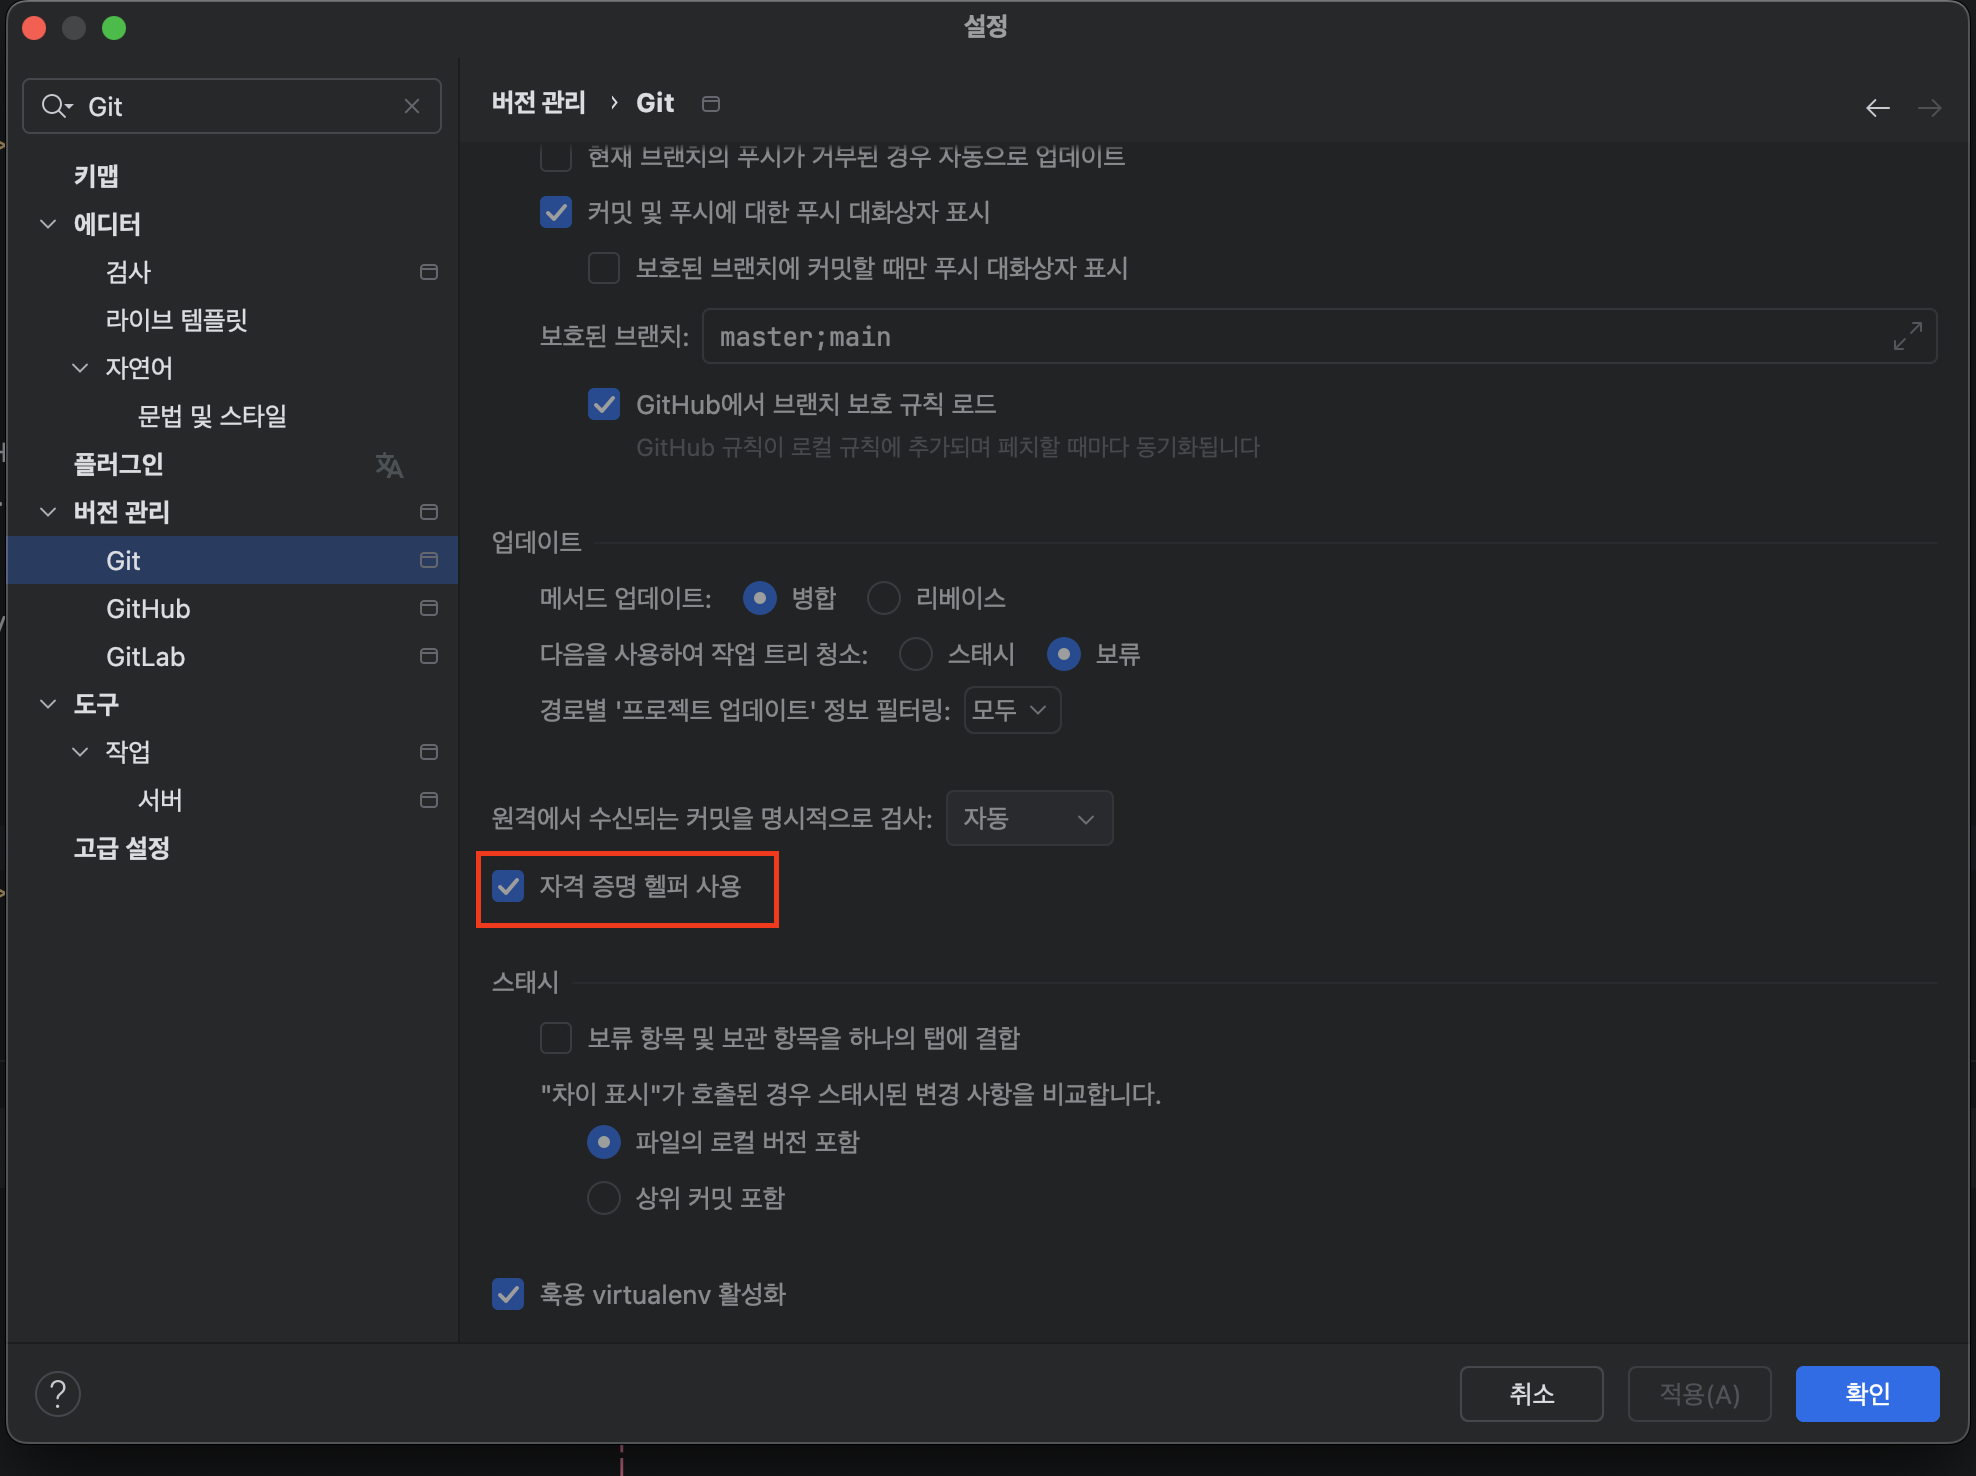 설정
Git
키맵
에디터
검사
라이브 템플릿
자연어
문법 및 스타일
플러그인
버전 관리
Git
GitHub
GitLab
도구
작업
서버
고급 설정
버전 관리 › Git
현재 브랜치의 푸시가 거부된 경우 자동으로 업데이트
커밋 및 푸시에 대한 푸시 대화상자 표시
보호된 브랜치에 커밋할 때만 푸시 대화상자 표시
보호된 브랜치: master;main
GitHub에서 브랜치 보호 규칙 로드
GitHub 규칙이 로컬 규칙에 추가되며 페치할 때마다 동기화됩니다
업데이트
메서드 업데이트: 병합 리베이스
다음을 사용하여 작업 트리 청소: 스태시 보류
경로별 '프로젝트 업데이트' 정보 필터링: 모두
원격에서 수신되는 커밋을 명시적으로 검사: 자동
자격 증명 헬퍼 사용
스태시
보류 항목 및 보관 항목을 하나의 탭에 결합
"차이 표시"가 호출된 경우 스태시된 변경 사항을 비교합니다.
파일의 로컬 버전 포함
상위 커밋 포함
훅용 virtualenv 활성화
? 취소 적용(A) 확인